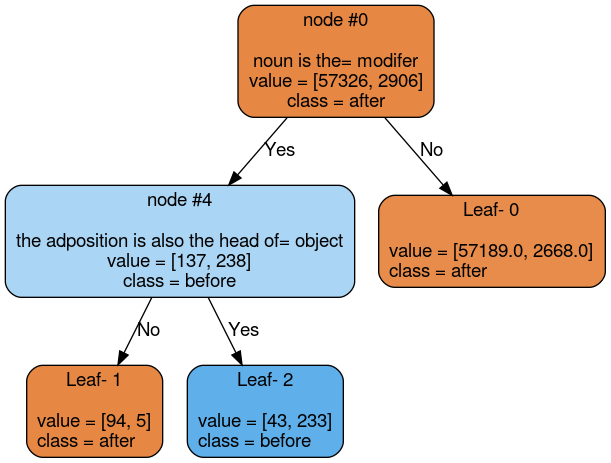 node #0
noun is the= modifer
value = [57326, 2906]
class = after
Yes
No
node #4
the adposition is also the head of= object
value = [137, 238]
class = before
Leaf- 0
value = [57189.0, 2668.0]
class = after
No
Yes
Leaf- 1
value = [94, 5]
class = after
Leaf- 2
value = [43, 233]
class = before